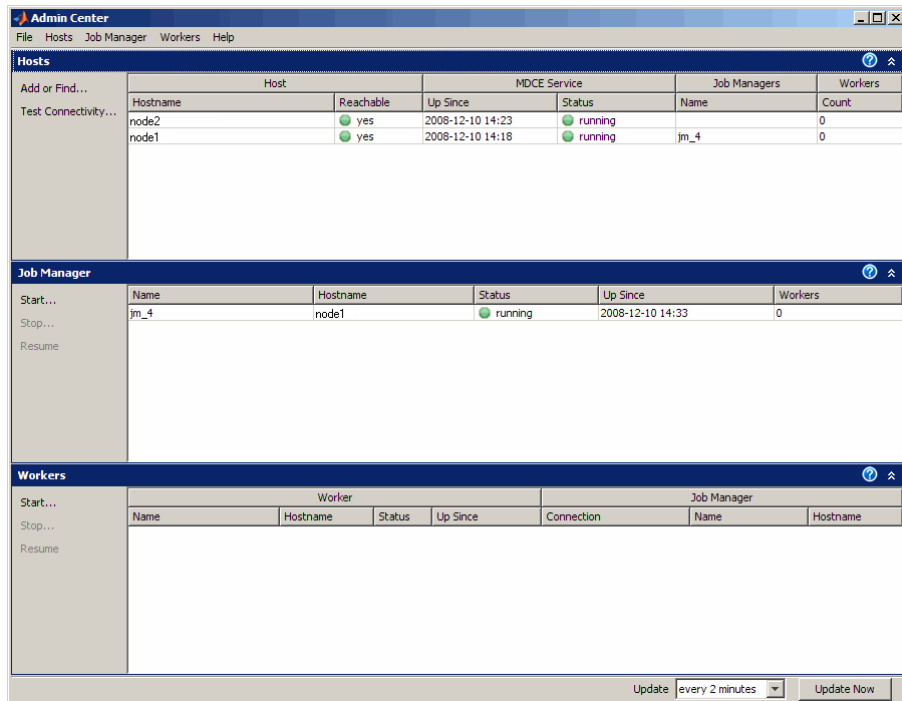 Admin Center
File Hosts Job Manager Workers Help
Hosts
Add or Find...
Test Connectivity...
Host MDCE Service Job Managers Workers
Hostname Reachable Up Since Status Name Count
node2 yes 2008-12-10 14:23 running 0
node1 yes 2008-12-10 14:18 running jm_4 0
Job Manager
Start...
Stop...
Resume
Name Hostname Status Up Since Workers
jm_4 node1 running 2008-12-10 14:33 0
Workers
Start...
Stop...
Resume
Worker Job Manager
Name Hostname Status Up Since Connection Name Hostname
Update every 2 minutes Update Now